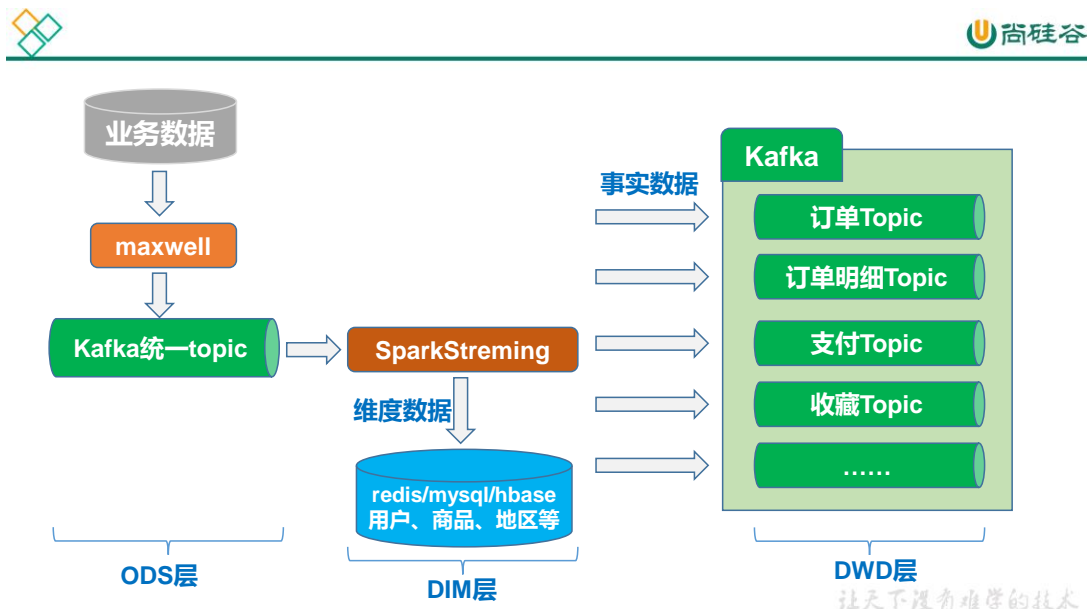 尚硅谷
业务数据
maxwell
Kafka统一topic
SparkStreming
维度数据
redis/mysql/hbase
用户、商品、地区等
事实数据
Kafka
订单Topic
订单明细Topic
支付Topic
收藏Topic
……
ODS层
DIM层
DWD层
让天下没有难学的技术